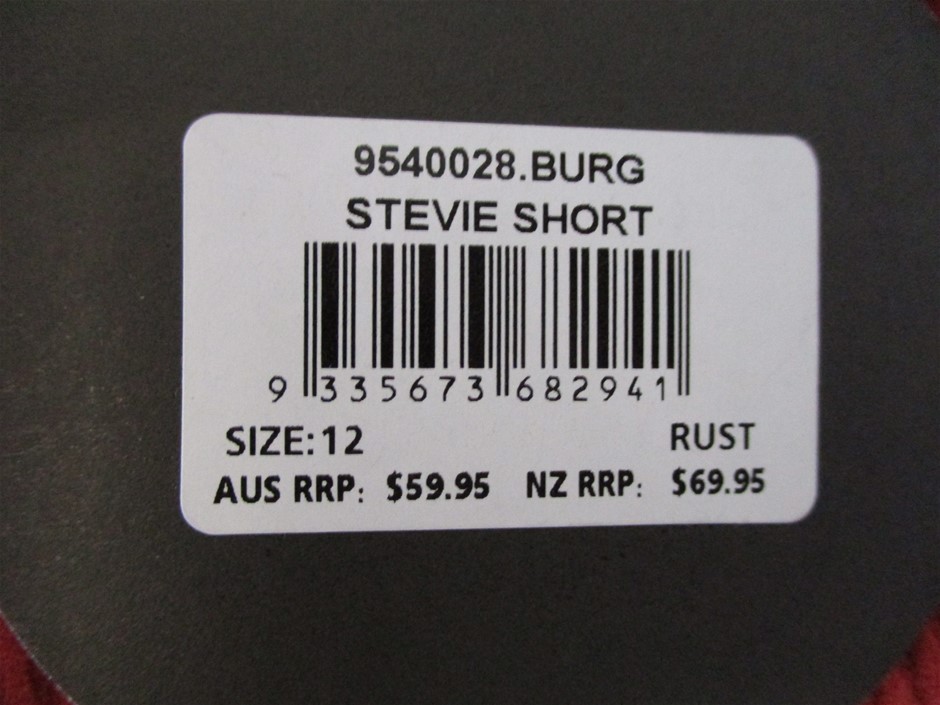 9540028.BURG
STEVIE SHORT
9 335673 682941
SIZE:12 RUST
AUS RRP: $59.95 NZ RRP: $69.95